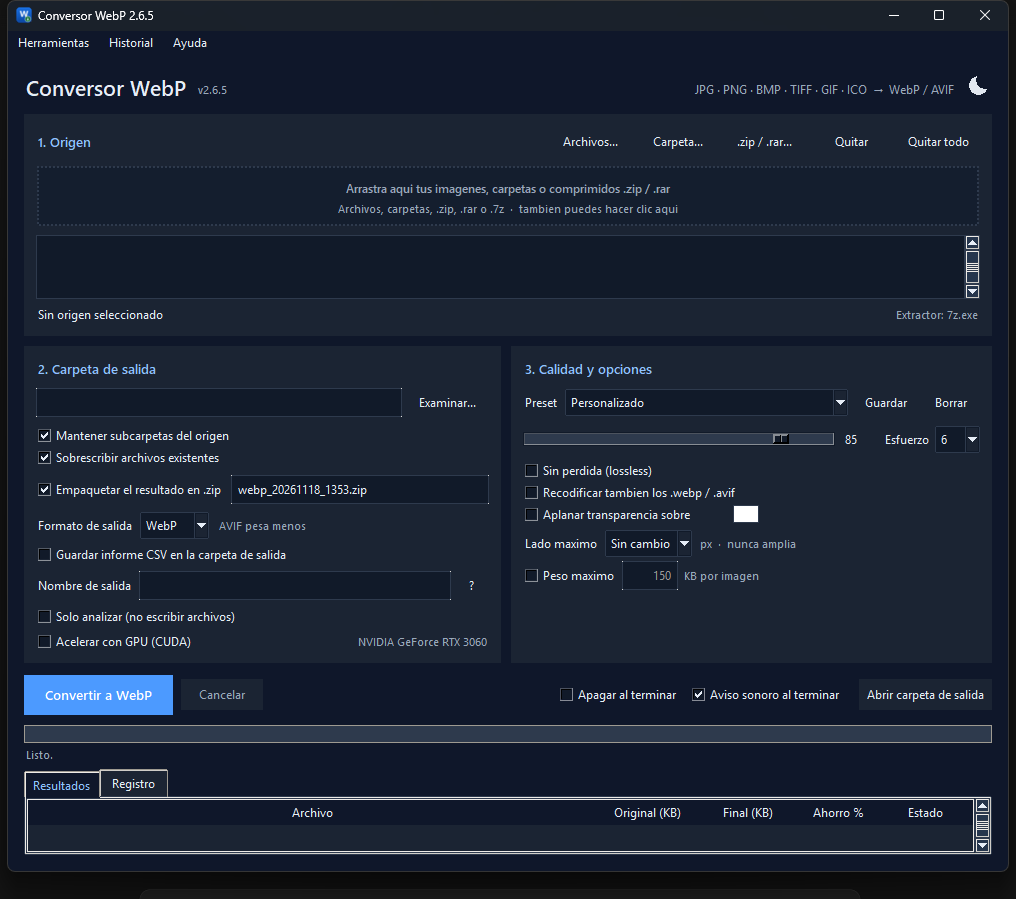 Conversor WebP 2.6.5
Herramientas Historial Ayuda
Conversor WebP v2.6.5 JPG · PNG · BMP · TIFF · GIF · ICO → WebP / AVIF
1. Origen Archivos... Carpeta... .zip / .rar... Quitar Quitar todo
Arrastra aqui tus imagenes, carpetas o comprimidos .zip / .rar
Archivos, carpetas, .zip, .rar o .7z · tambien puedes hacer clic aqui
Sin origen seleccionado Extractor: 7z.exe
2. Carpeta de salida
Examinar...
Mantener subcarpetas del origen
Sobrescribir archivos existentes
Empaquetar el resultado en .zip webp_20261118_1353.zip
Formato de salida WebP AVIF pesa menos
Guardar informe CSV en la carpeta de salida
Nombre de salida ?
Solo analizar (no escribir archivos)
Acelerar con GPU (CUDA) NVIDIA GeForce RTX 3060
3. Calidad y opciones
Preset Personalizado Guardar Borrar
85 Esfuerzo 6
Sin perdida (lossless)
Recodificar tambien los .webp / .avif
Aplanar transparencia sobre
Lado maximo Sin cambio px · nunca amplia
Peso maximo 150 KB por imagen
Convertir a WebP Cancelar Apagar al terminar Aviso sonoro al terminar Abrir carpeta de salida
Listo.
Resultados Registro
Archivo Original (KB) Final (KB) Ahorro % Estado